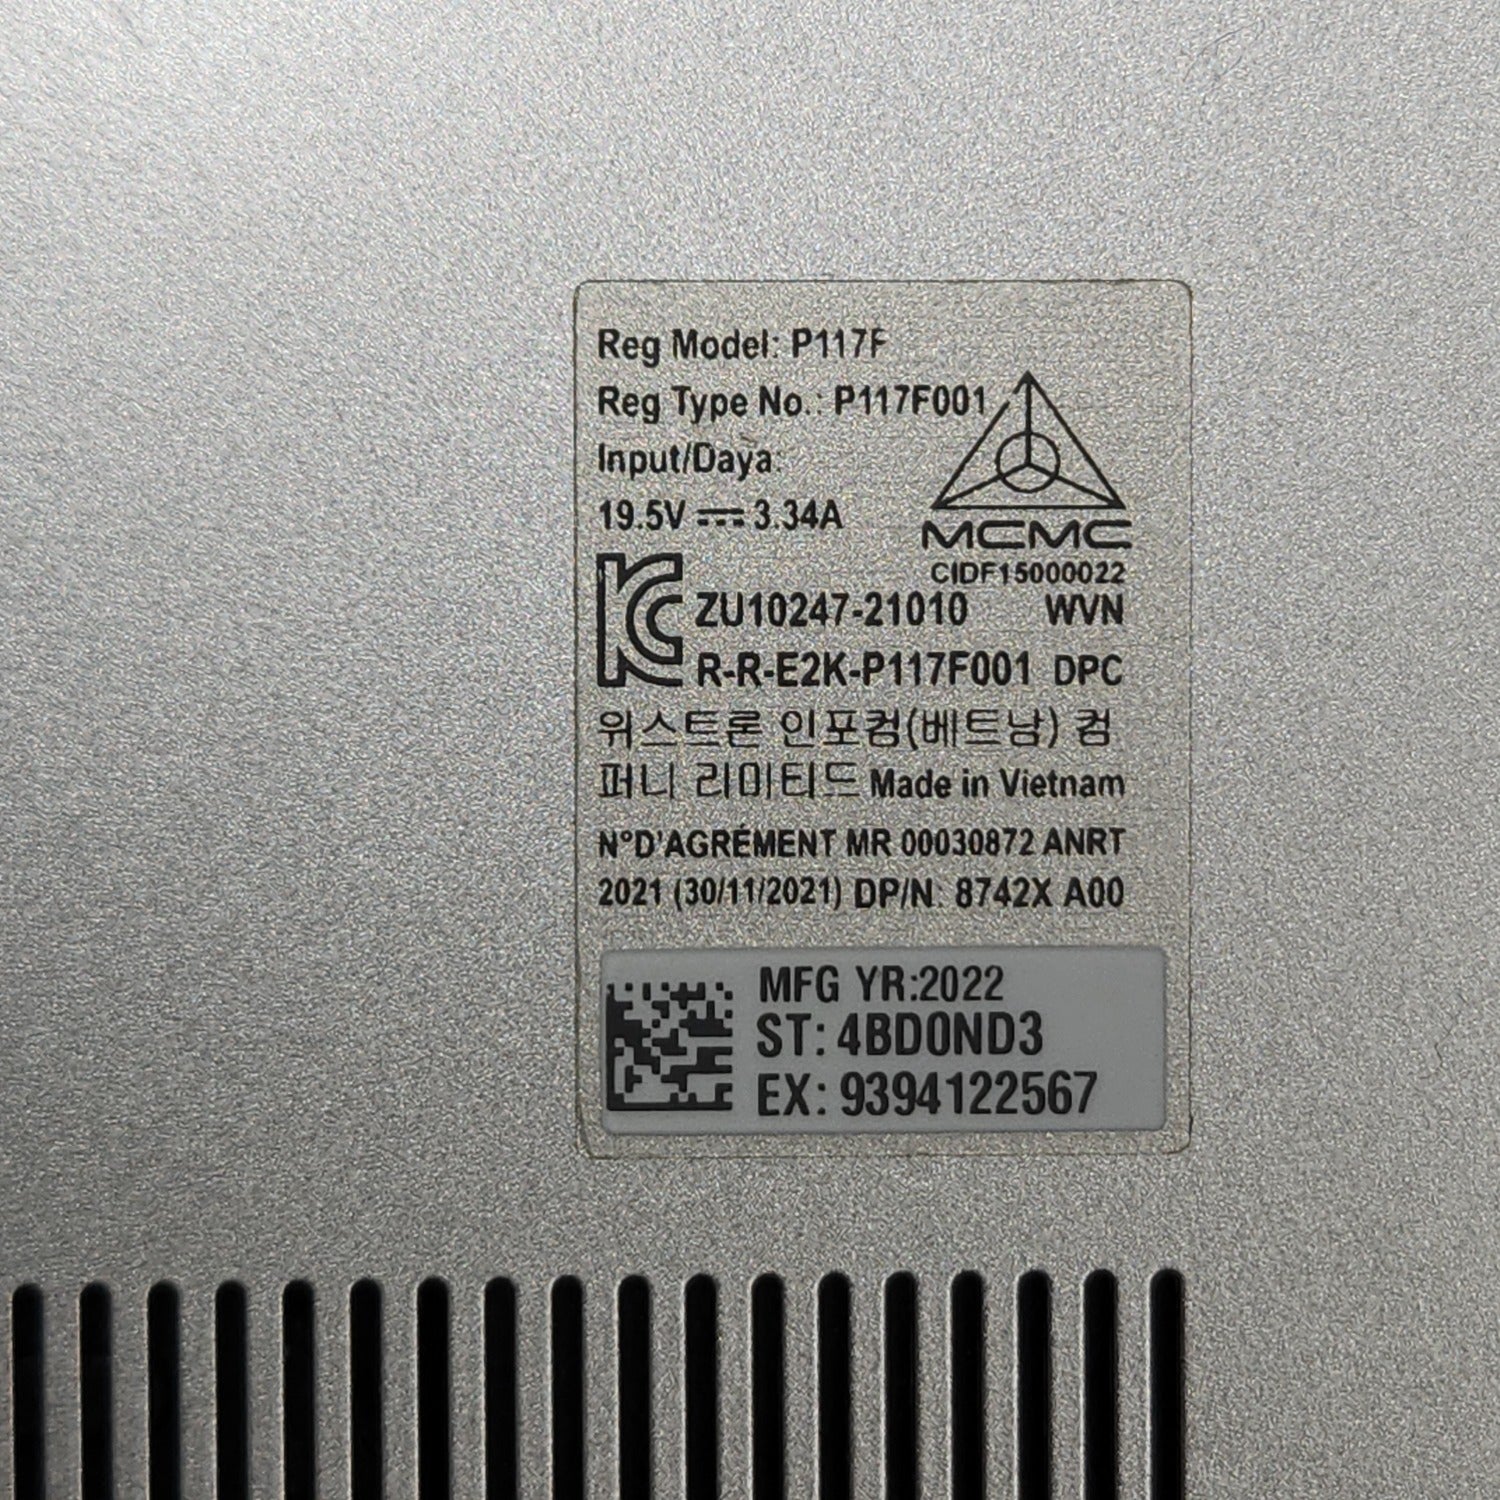 Reg Model: P117F
Reg Type No.: P117F001
Input/Daya:
19.5V ⎓ 3.34A
MCMC
CIDF15000022
ZU10247-21010 WVN
R-R-E2K-P117F001 DPC
위스트론 인포컴(베트남) 컴
퍼니 리미티드 Made in Vietnam
N°D'AGRÉMENT MR 00030872 ANRT
2021 (30/11/2021) DP/N: 8742X A00
MFG YR:2022
ST: 4BD0ND3
EX: 9394122567